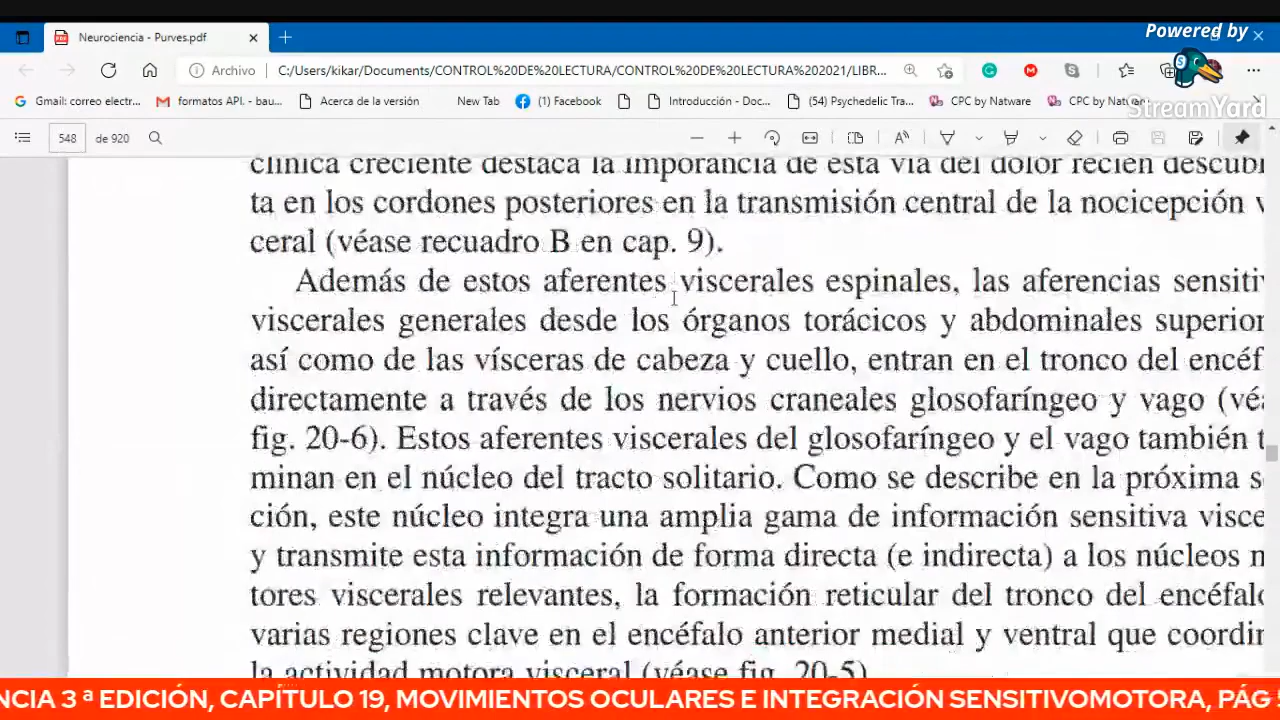 Powered by
StreamYard
Neurociencia - Purves.pdf
Archivo C:/Users/kikar/Documents/CONTROL%20DE%20LECTURA/CONTROL%20DE%20LECTURA%202021/LIBR...
Gmail: correo electr... formatos API. - bau... Acerca de la versión New Tab (1) Facebook Introducción - Doc... (54) Psychedelic Tra... CPC by Natware CPC by Natware
548 de 920
clínica creciente destaca la imporancia de esta vía del dolor recién descubi
ta en los cordones posteriores en la transmisión central de la nocicepción v
ceral (véase recuadro B en cap. 9).
Además de estos aferentes viscerales espinales, las aferencias sensitiv
viscerales generales desde los órganos torácicos y abdominales superior
así como de las vísceras de cabeza y cuello, entran en el tronco del encéf
directamente a través de los nervios craneales glosofaríngeo y vago (véa
fig. 20-6). Estos aferentes viscerales del glosofaríngeo y el vago también t
minan en el núcleo del tracto solitario. Como se describe en la próxima s
ción, este núcleo integra una amplia gama de información sensitiva visce
y transmite esta información de forma directa (e indirecta) a los núcleos m
tores viscerales relevantes, la formación reticular del tronco del encéfalo
varias regiones clave en el encéfalo anterior medial y ventral que coordin
la actividad motora visceral (véase fig. 20-5)
NCIA 3 ª EDICIÓN, CAPÍTULO 19, MOVIMIENTOS OCULARES E INTEGRACIÓN SENSITIVOMOTORA, PÁG